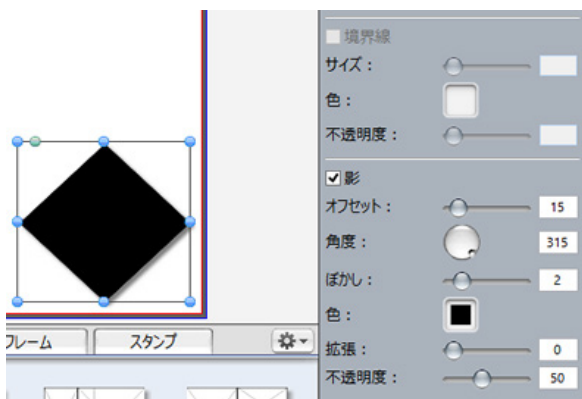 境界線
サイズ：
色：
不透明度：
影
オフセット： 15
角度： 315
ぼかし： 2
色：
拡張： 0
不透明度： 50
フレーム スタンプ